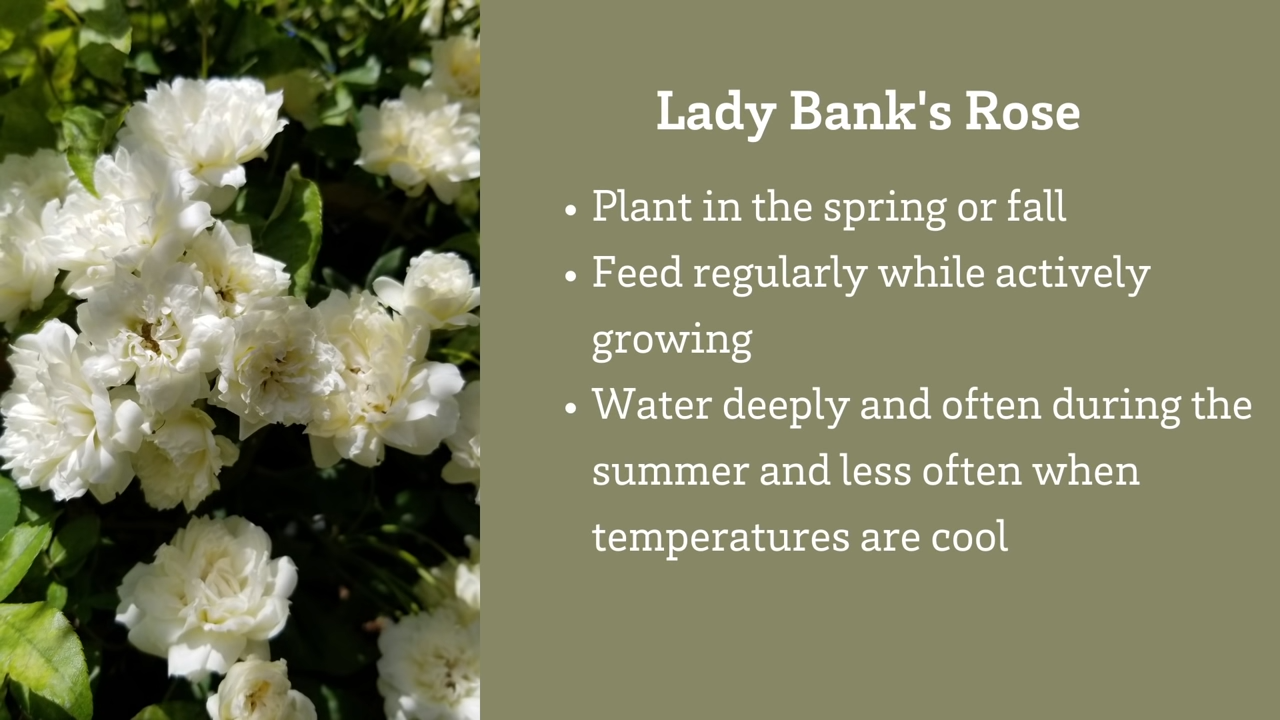 Lady Bank's Rose
• Plant in the spring or fall
• Feed regularly while actively
growing
• Water deeply and often during the
summer and less often when
temperatures are cool